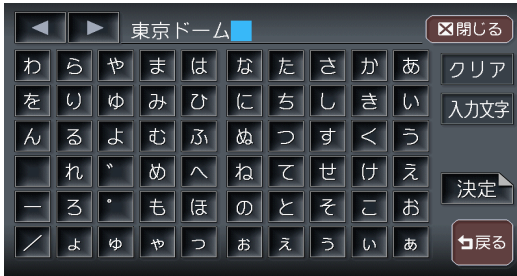 ◀ ▶ 東京ドーム ☒閉じる
わ ら や ま は な た さ か あ クリア
を り ゆ み ひ に ち し き い 入力文字
ん る よ む ふ ぬ つ す く う
れ ゛ め へ ね て せ け え
ー ろ ゜ も ほ の と そ こ お 決定
／ ょ ゅ ゃ っ ぉ ぇ ぅ ぃ ぁ 戻る